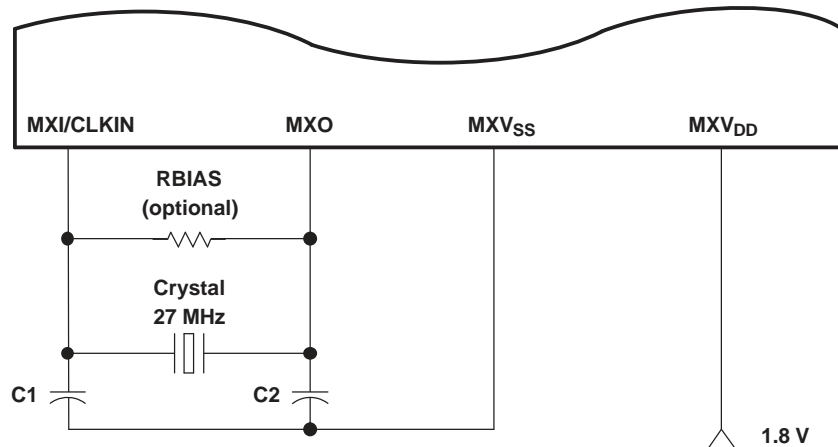 MXI/CLKIN MXO MXVSS MXVDD
RBIAS
(optional)
Crystal
27 MHz
C1 C2
1.8 V